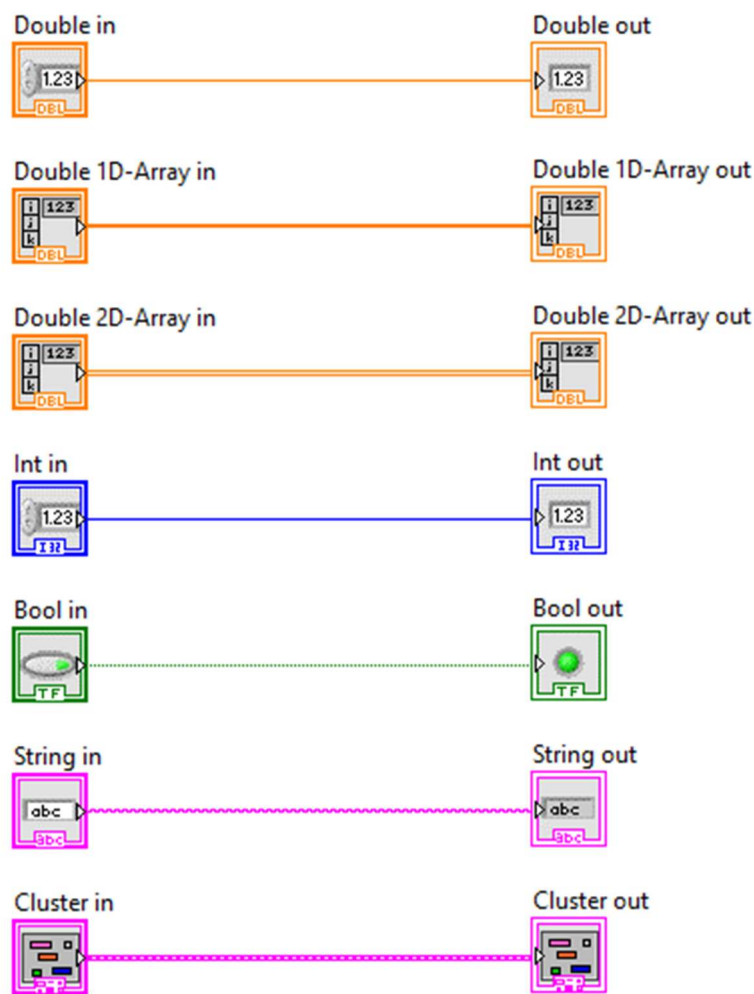 Double in Double out
1.23 1.23
DBL DBL
Double 1D-Array in Double 1D-Array out
i 123 i 123
j j
k k
DBL DBL
Double 2D-Array in Double 2D-Array out
i 123 i 123
j j
k k
DBL DBL
Int in Int out
1.23 1.23
I32 I32
Bool in Bool out
TF TF
String in String out
abc abc
abc abc
Cluster in Cluster out